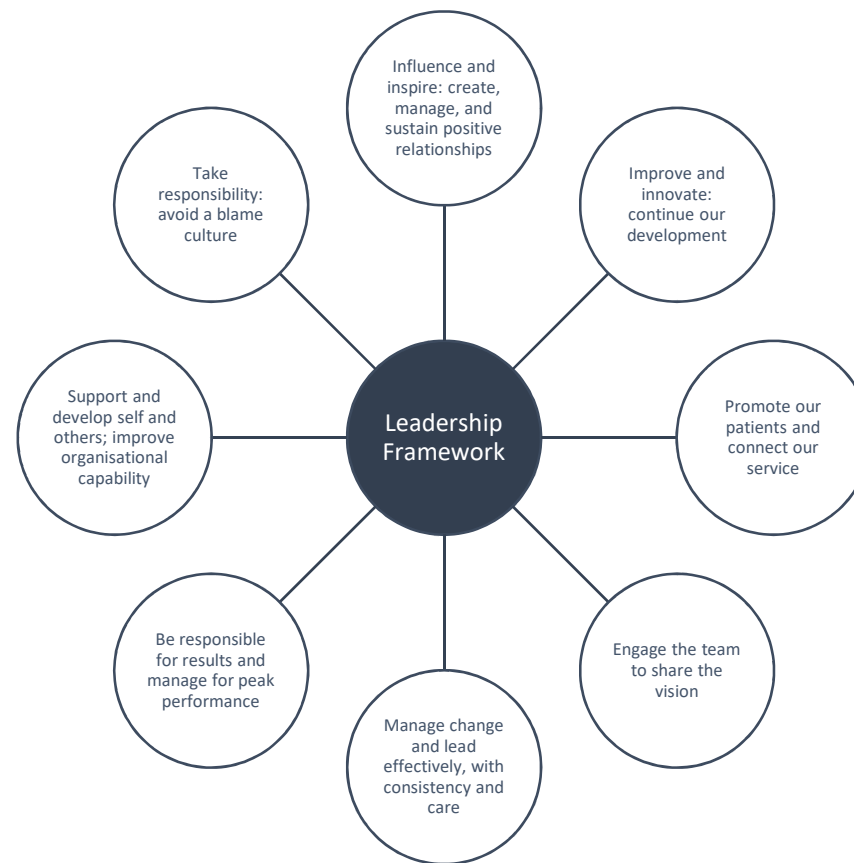 Influence and
inspire: create,
manage, and
sustain positive
relationships
Improve and
innovate:
continue our
development
Promote our
patients and
connect our
service
Engage the team
to share the
vision
Manage change
and lead
effectively, with
consistency and
care
Be responsible
for results and
manage for peak
performance
Support and
develop self and
others; improve
organisational
capability
Take
responsibility:
avoid a blame
culture
Leadership
Framework